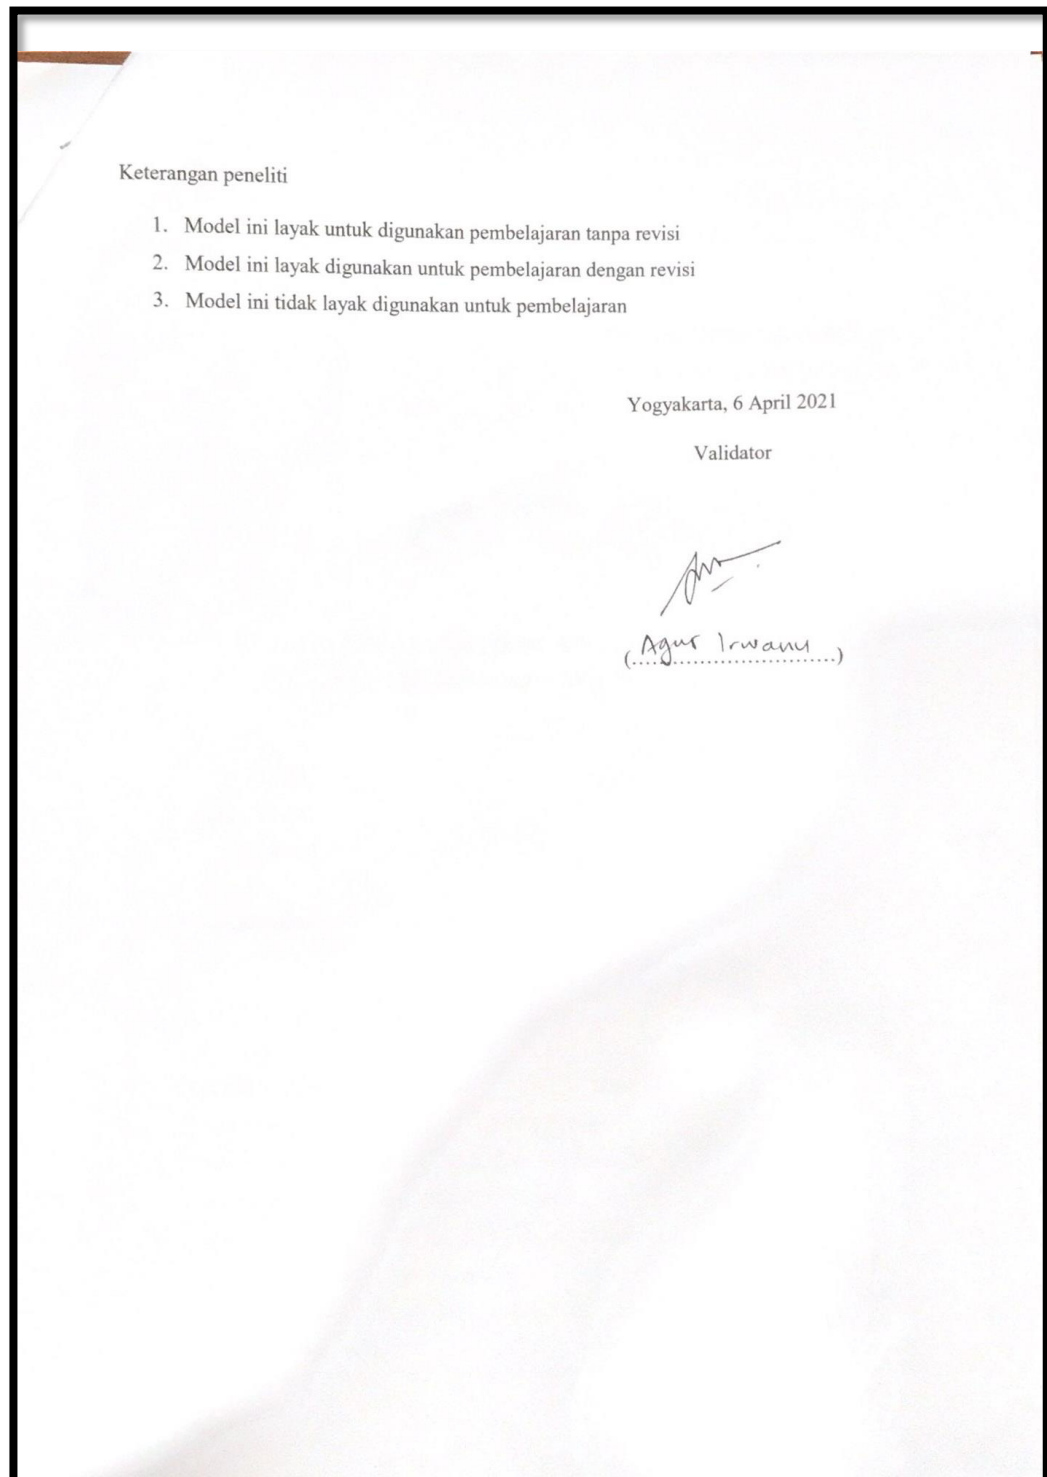 Keterangan peneliti
1. Model ini layak untuk digunakan pembelajaran tanpa revisi
2. Model ini layak digunakan untuk pembelajaran dengan revisi
3. Model ini tidak layak digunakan untuk pembelajaran
Yogyakarta, 6 April 2021
Validator
(Agus Irwanu)